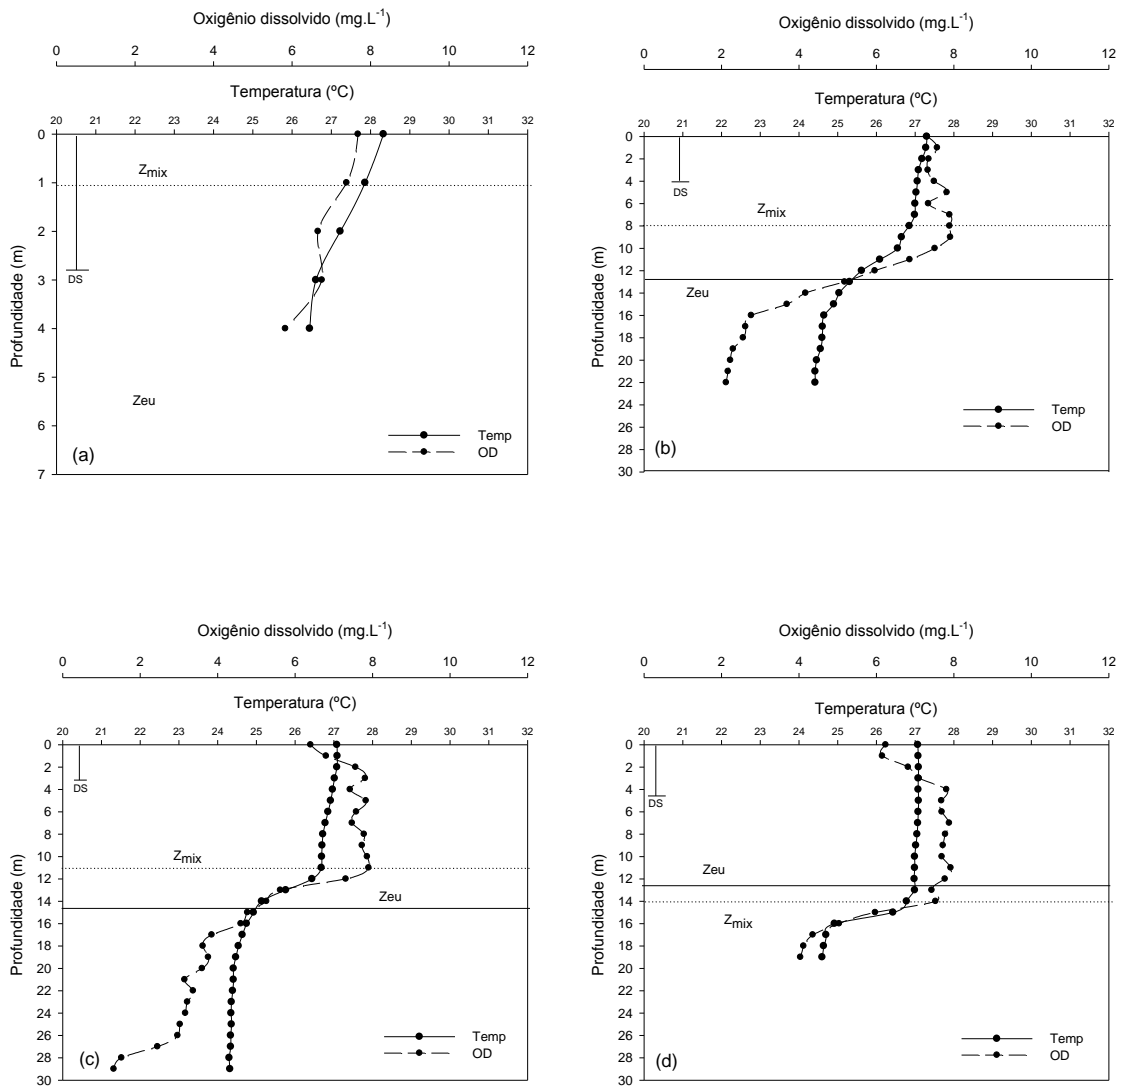 Oxigênio dissolvido (mg.L-1)
0 2 4 6 8 10 12
Temperatura (ºC)
20 21 22 23 24 25 26 27 28 29 30 31 32
Profundidade (m)
0
1
2
3
4
5
6
7
Zmix
DS
Zeu
Temp
OD
(a)
Oxigênio dissolvido (mg.L-1)
0 2 4 6 8 10 12
Temperatura (ºC)
20 21 22 23 24 25 26 27 28 29 30 31 32
Profundidade (m)
0
2
4
6
8
10
12
14
16
18
20
22
24
26
28
30
DS
Zmix
Zeu
Temp
OD
(b)
Oxigênio dissolvido (mg.L-1)
0 2 4 6 8 10 12
Temperatura (ºC)
20 21 22 23 24 25 26 27 28 29 30 31 32
Profundidade (m)
0
2
4
6
8
10
12
14
16
18
20
22
24
26
28
30
DS
Zmix
Zeu
Temp
OD
(c)
Oxigênio dissolvido (mg.L-1)
0 2 4 6 8 10 12
Temperatura (ºC)
20 21 22 23 24 25 26 27 28 29 30 31 32
Profundidade (m)
0
2
4
6
8
10
12
14
16
18
20
22
24
26
28
30
DS
Zeu
Zmix
Temp
OD
(d)